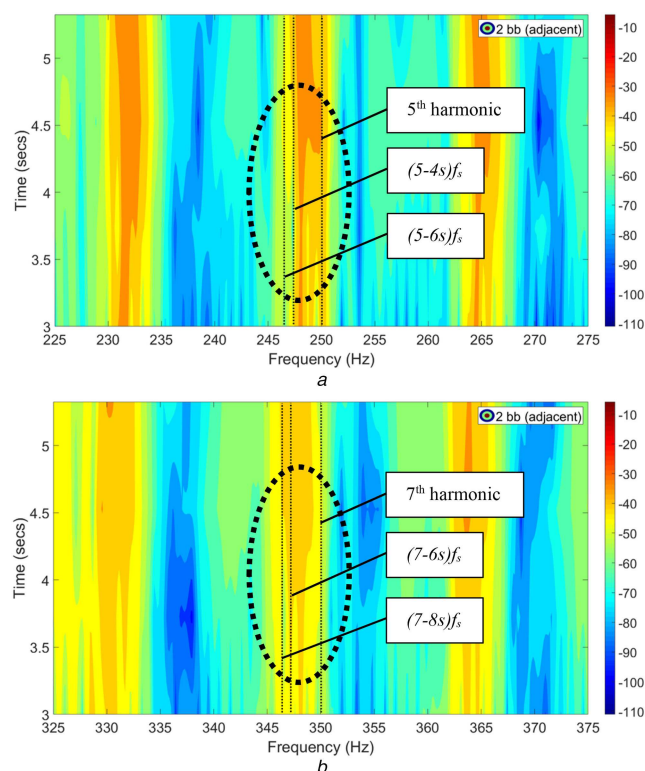 2 bb (adjacent)
5
4.5
4
3.5
3
Time (secs)
5th harmonic
(5-4s)fs
(5-6s)fs
-10
-20
-30
-40
-50
-60
-70
-80
-90
-100
-110
225 230 235 240 245 250 255 260 265 270 275
Frequency (Hz)
a
2 bb (adjacent)
5
4.5
4
3.5
3
Time (secs)
7th harmonic
(7-6s)fs
(7-8s)fs
-10
-20
-30
-40
-50
-60
-70
-80
-90
-100
-110
325 330 335 340 345 350 355 360 365 370 375
Frequency (Hz)
b